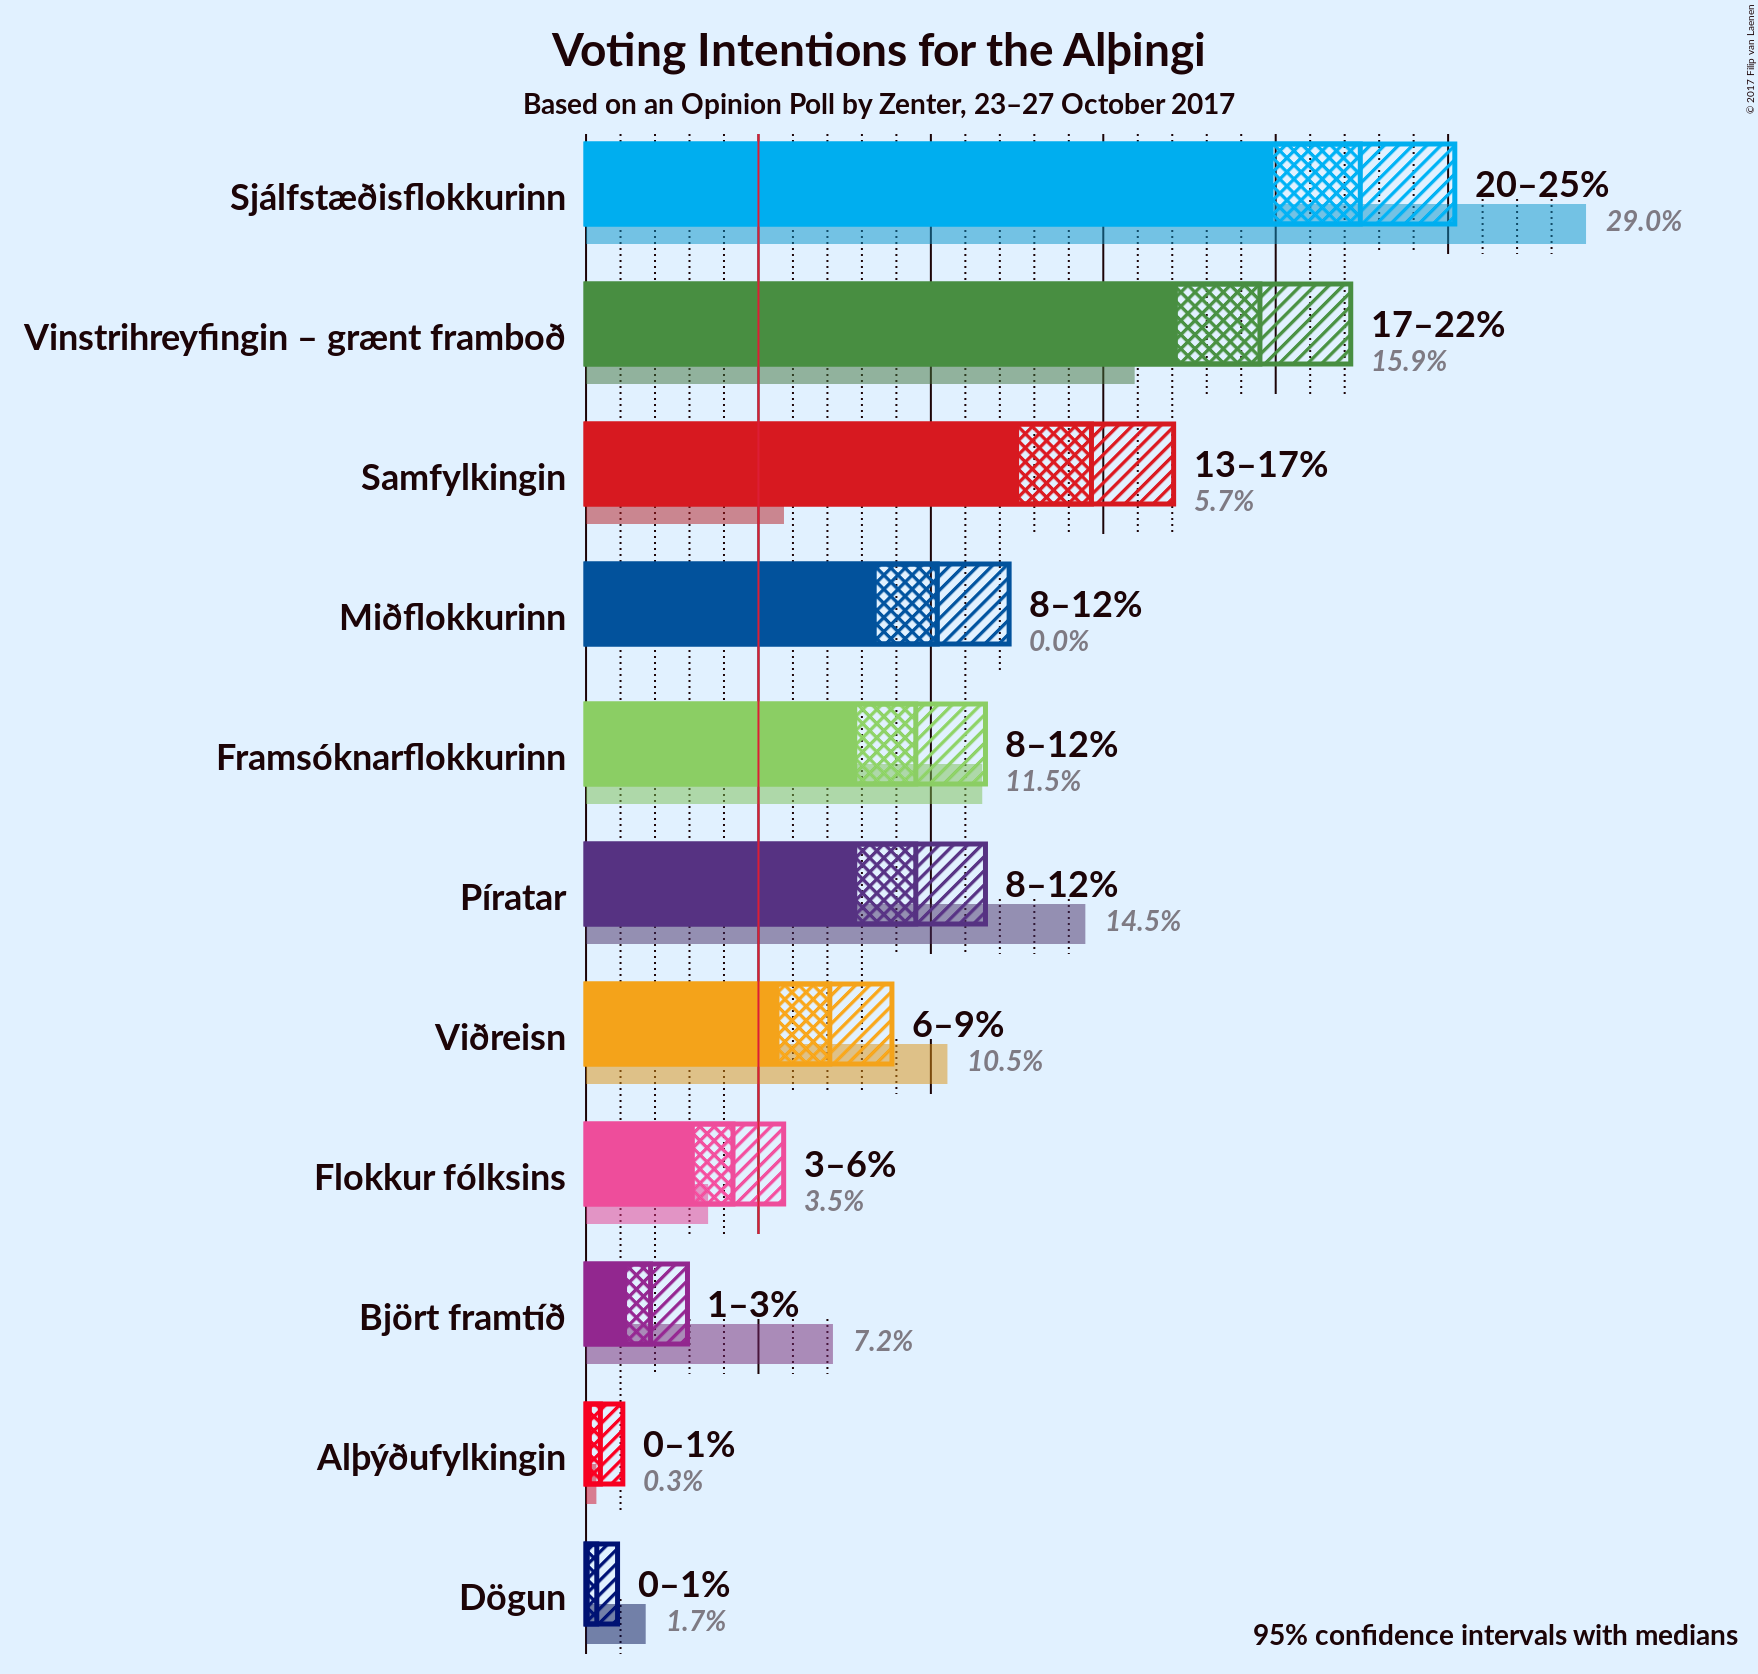 Voting Intentions for the Alþingi
Based on an Opinion Poll by Zenter, 23–27 October 2017
© 2017 Filip van Laenen
Sjálfstæðisflokkurinn
20–25%
29.0%
Vinstrihreyfingin – grænt framboð
17–22%
15.9%
Samfylkingin
13–17%
5.7%
Miðflokkurinn
8–12%
0.0%
Framsóknarflokkurinn
8–12%
11.5%
Píratar
8–12%
14.5%
Viðreisn
6–9%
10.5%
Flokkur fólksins
3–6%
3.5%
Björt framtíð
1–3%
7.2%
Alþýðufylkingin
0–1%
0.3%
Dögun
0–1%
1.7%
95% confidence intervals with medians